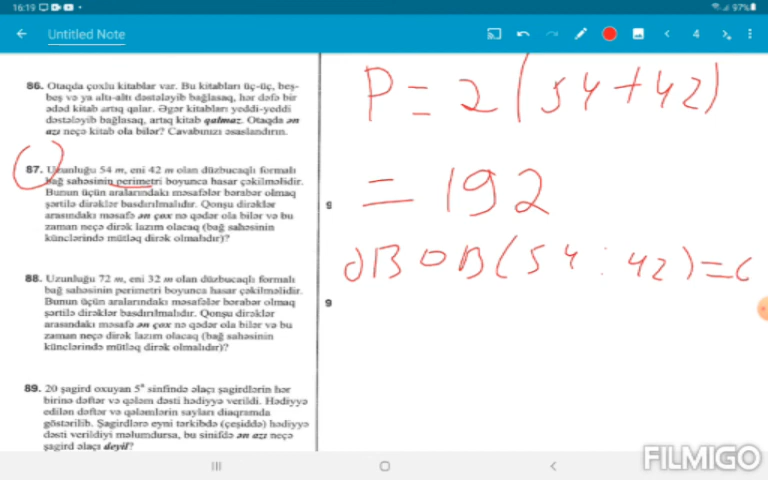 16:19
97%
Untitled Note
4
86. Otaqda çoxlu kitablar var. Bu kitabları üç-üç, beş-
beş və ya altı-altı dəstələyib bağlasaq, hər dəfə bir
ədəd kitab artıq qalar. Əgər kitabları yeddi-yeddi
dəstələyib bağlasaq, artıq kitab qalmaz. Otaqda ən
azı neçə kitab ola bilər? Cavabınızı əsaslandırın.
87. Uzunluğu 54 m, eni 42 m olan düzbucaqlı formalı
bağ sahəsinin perimetri boyunca hasar çəkilməlidir.
Bunun üçün aralarındakı məsafələr bərabər olmaq
şərtilə dirəklər basdırılmalıdır. Qonşu dirəklər
arasındakı məsafə ən çox nə qədər ola bilər və bu
zaman neçə dirək lazım olacaq (bağ sahəsinin
künclərində mütləq dirək olmalıdır)?
88. Uzunluğu 72 m, eni 32 m olan düzbucaqlı formalı
bağ sahəsinin perimetri boyunca hasar çəkilməlidir.
Bunun üçün aralarındakı məsafələr bərabər olmaq
şərtilə dirəklər basdırılmalıdır. Qonşu dirəklər
arasındakı məsafə ən çox nə qədər ola bilər və bu
zaman neçə dirək lazım olacaq (bağ sahəsinin
künclərində mütləq dirək olmalıdır)?
89. 20 şagird oxuyan 5ᵃ sinfində əlaçı şagirdlərin hər
birinə dəftər və qələm dəsti hədiyyə verildi. Hədiyyə
edilən dəftər və qələmlərin sayları diaqramda
göstərilib. Şagirdlərə eyni tərkibdə (çeşiddə) hədiyyə
dəsti verildiyi məlumdursa, bu sinifdə ən azı neçə
şagird əlaçı deyil?
9
9
P = 2 (54 + 42)
= 192
ƏBOB (54 : 42) = 6
FILMIGO